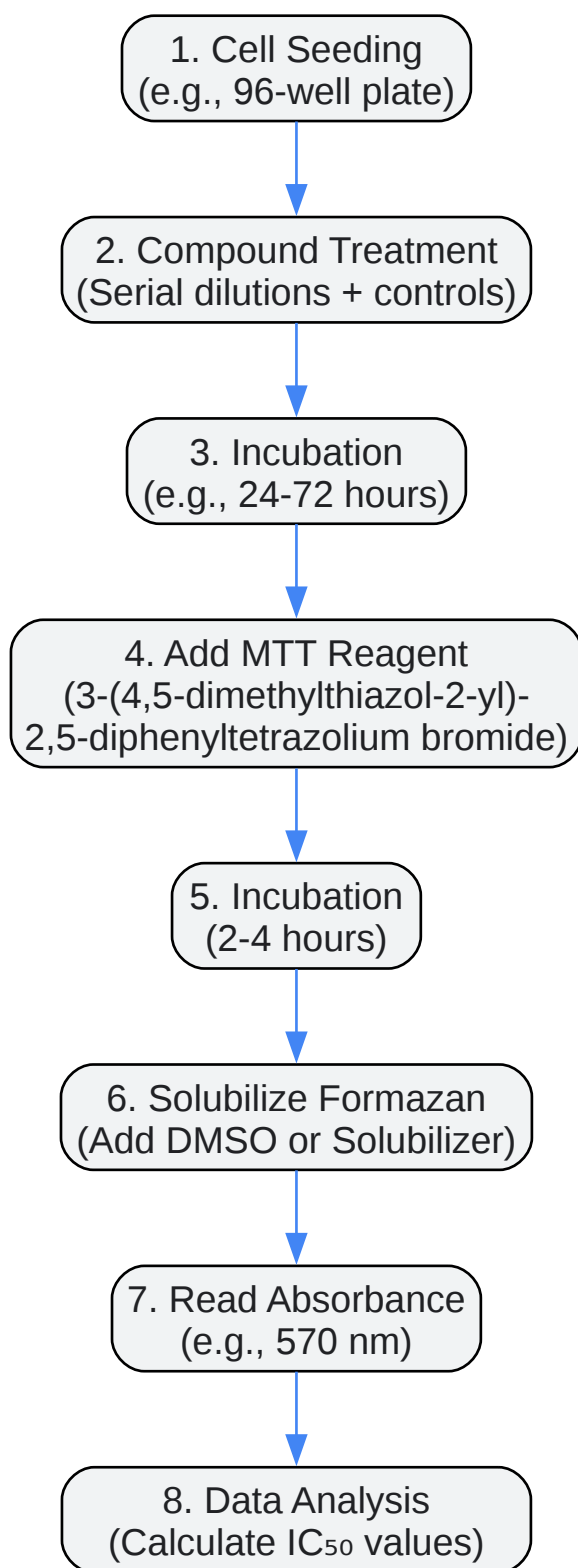 1. Cell Seeding
(e.g., 96-well plate)
2. Compound Treatment
(Serial dilutions + controls)
3. Incubation
(e.g., 24-72 hours)
4. Add MTT Reagent
(3-(4,5-dimethylthiazol-2-yl)-
2,5-diphenyltetrazolium bromide)
5. Incubation
(2-4 hours)
6. Solubilize Formazan
(Add DMSO or Solubilizer)
7. Read Absorbance
(e.g., 570 nm)
8. Data Analysis
(Calculate IC₅₀ values)